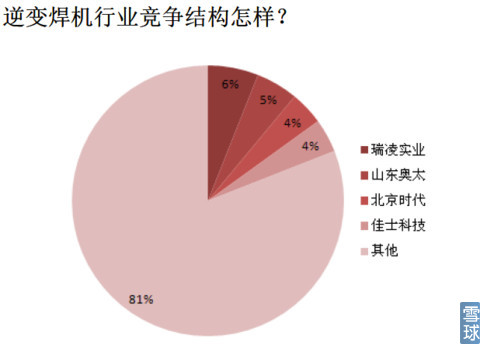 逆变焊机行业竞争结构怎样？
6%
5%
4%
4%
81%
瑞凌实业
山东奥太
北京时代
佳士科技
其他
雪球